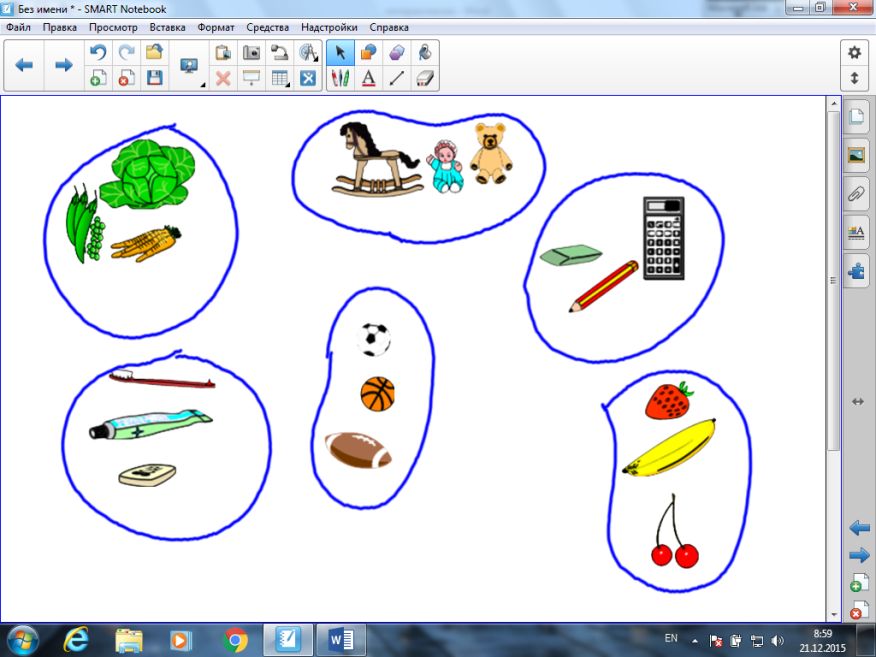 Без имени * - SMART Notebook
Файл Правка Просмотр Вставка Формат Средства Надстройки Справка
EN
8:59
21.12.2015